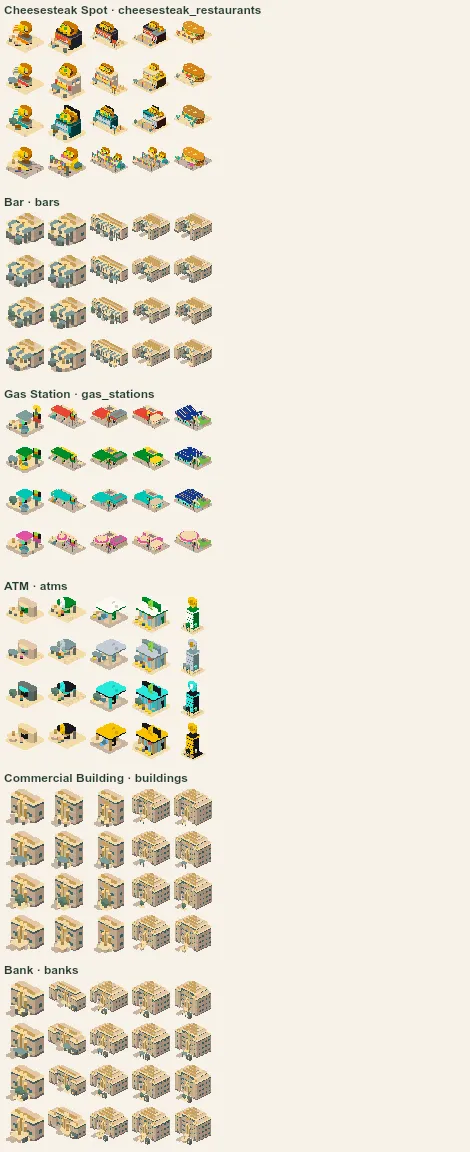 Cheesesteak Spot · cheesesteak_restaurants
Bar · bars
Gas Station · gas_stations
ATM · atms
Commercial Building · buildings
Bank · banks